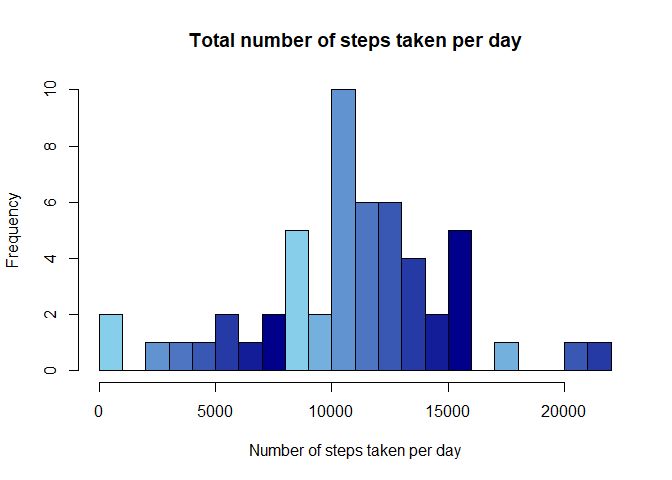 Total number of steps taken per day
Frequency
10
8
6
4
2
0
0 5000 10000 15000 20000
Number of steps taken per day